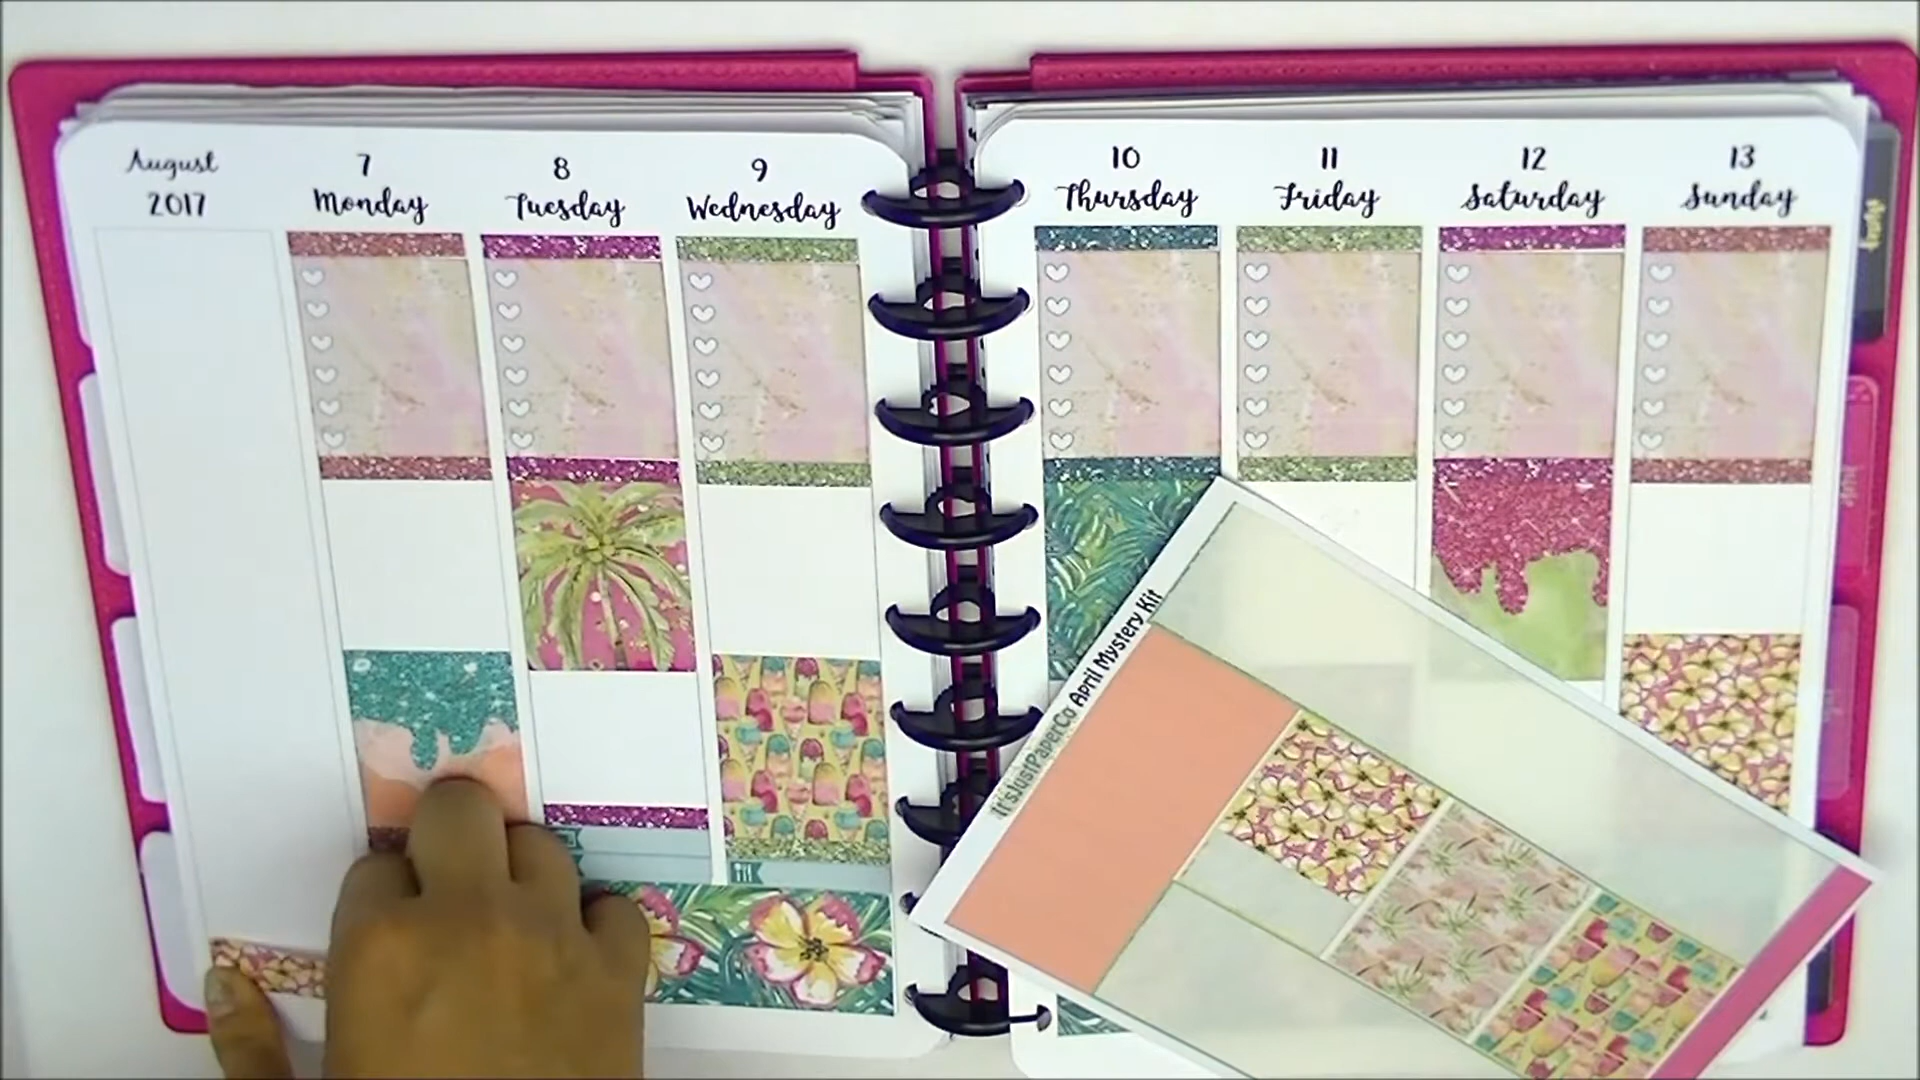 August
2017
7
Monday
8
Tuesday
9
Wednesday
10
Thursday
11
Friday
12
Saturday
13
Sunday
It'sJustPaperCo April Mystery Kit